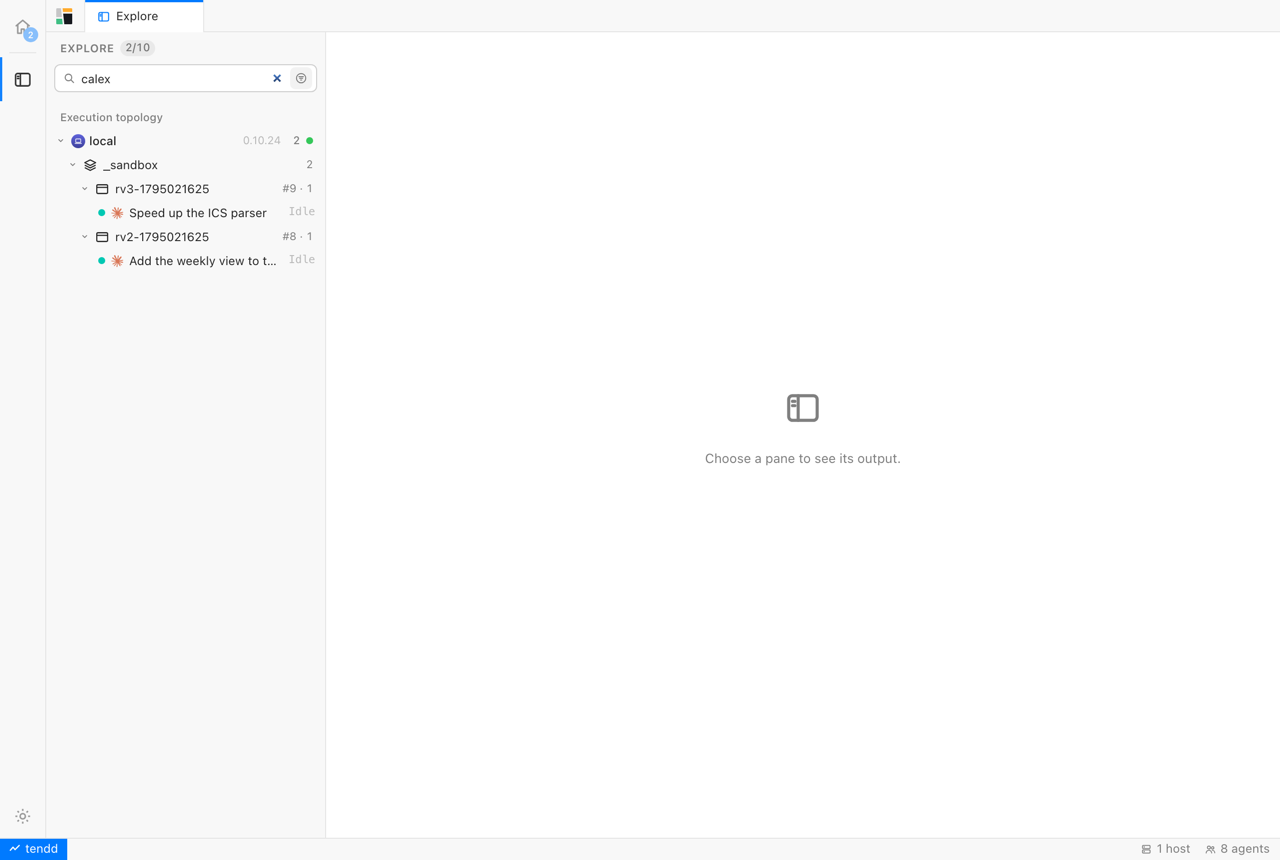 2
Explore
EXPLORE 2/10
calex
Execution topology
local 0.10.24 2
_sandbox 2
rv3-1795021625 #9 · 1
Speed up the ICS parser Idle
rv2-1795021625 #8 · 1
Add the weekly view to t... Idle
Choose a pane to see its output.
tendd 1 host 8 agents